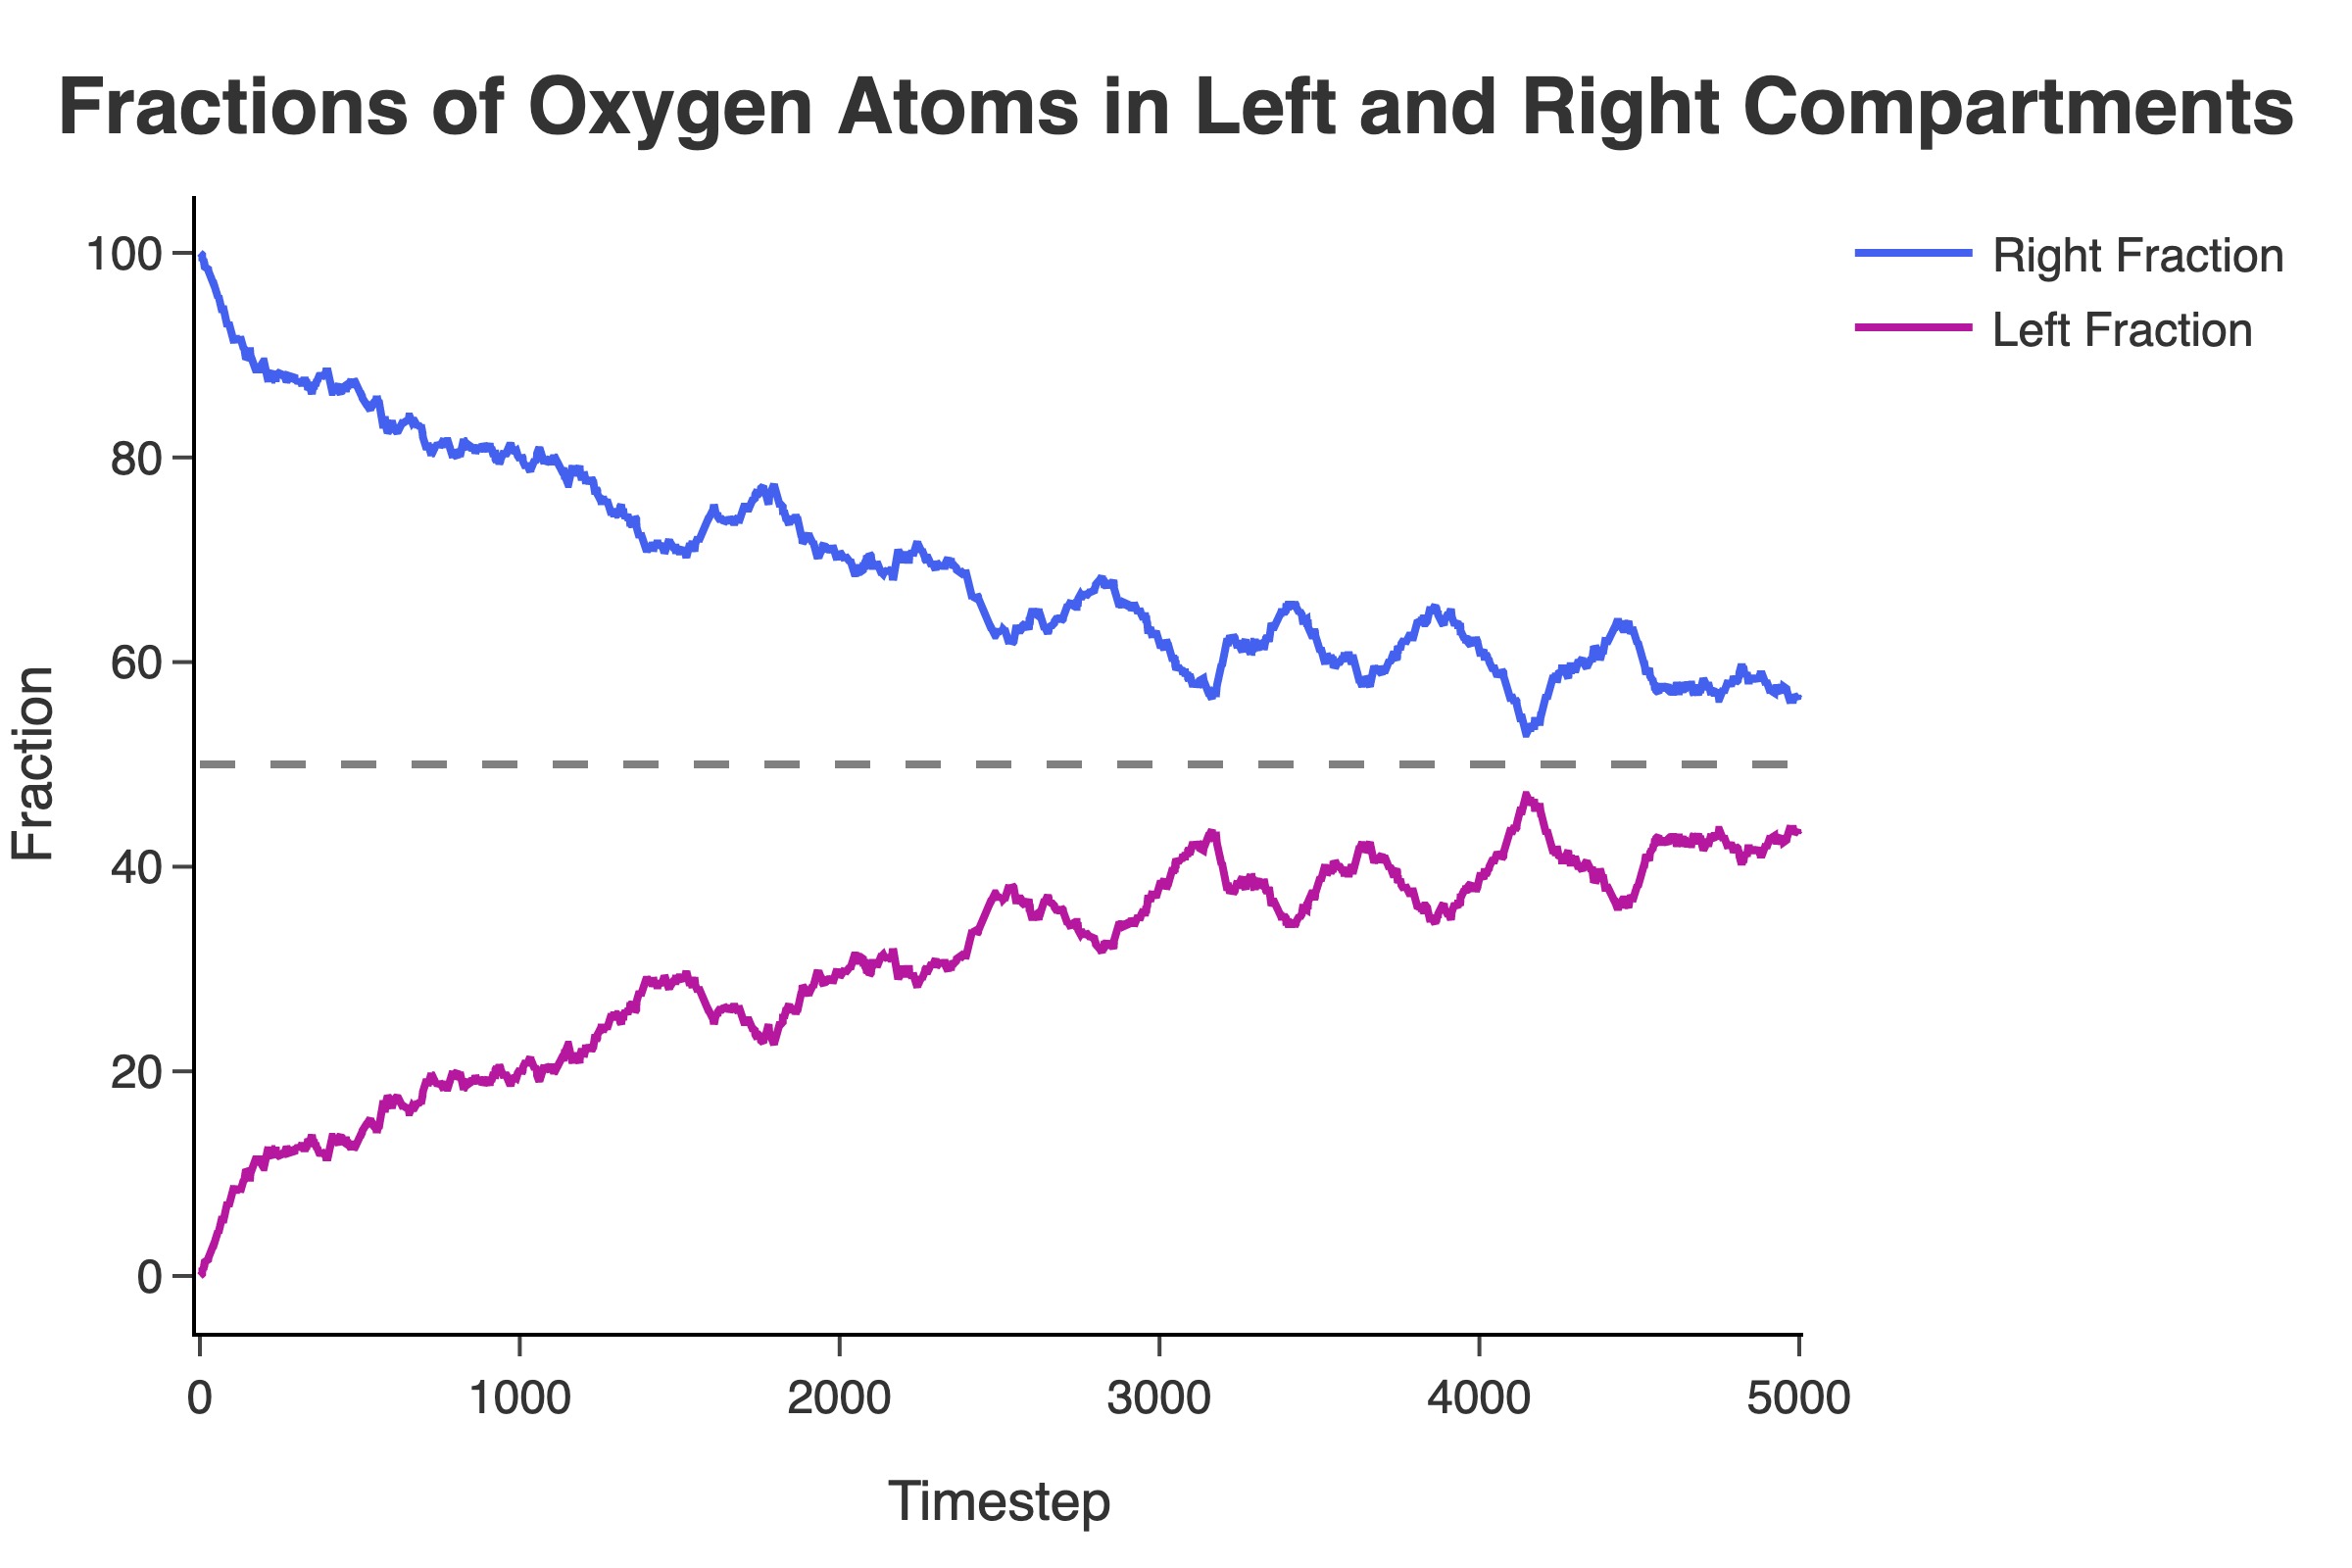 Fractions of Oxygen Atoms in Left and Right Compartments
Right Fraction
Left Fraction
Fraction
100
80
60
40
20
0
0 1000 2000 3000 4000 5000
Timestep